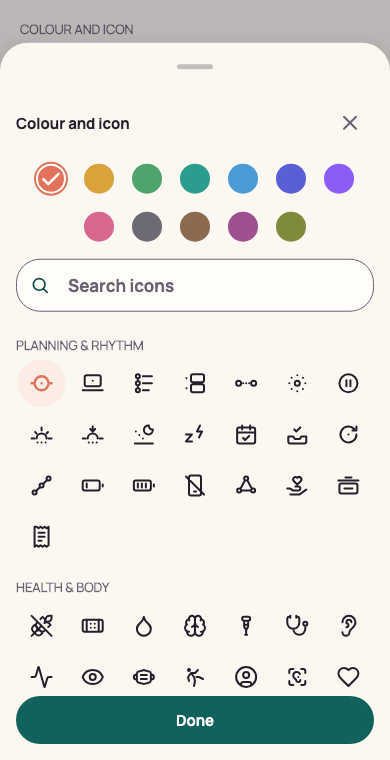 COLOUR AND ICON
Colour and icon
Search icons
PLANNING & RHYTHM
HEALTH & BODY
Done